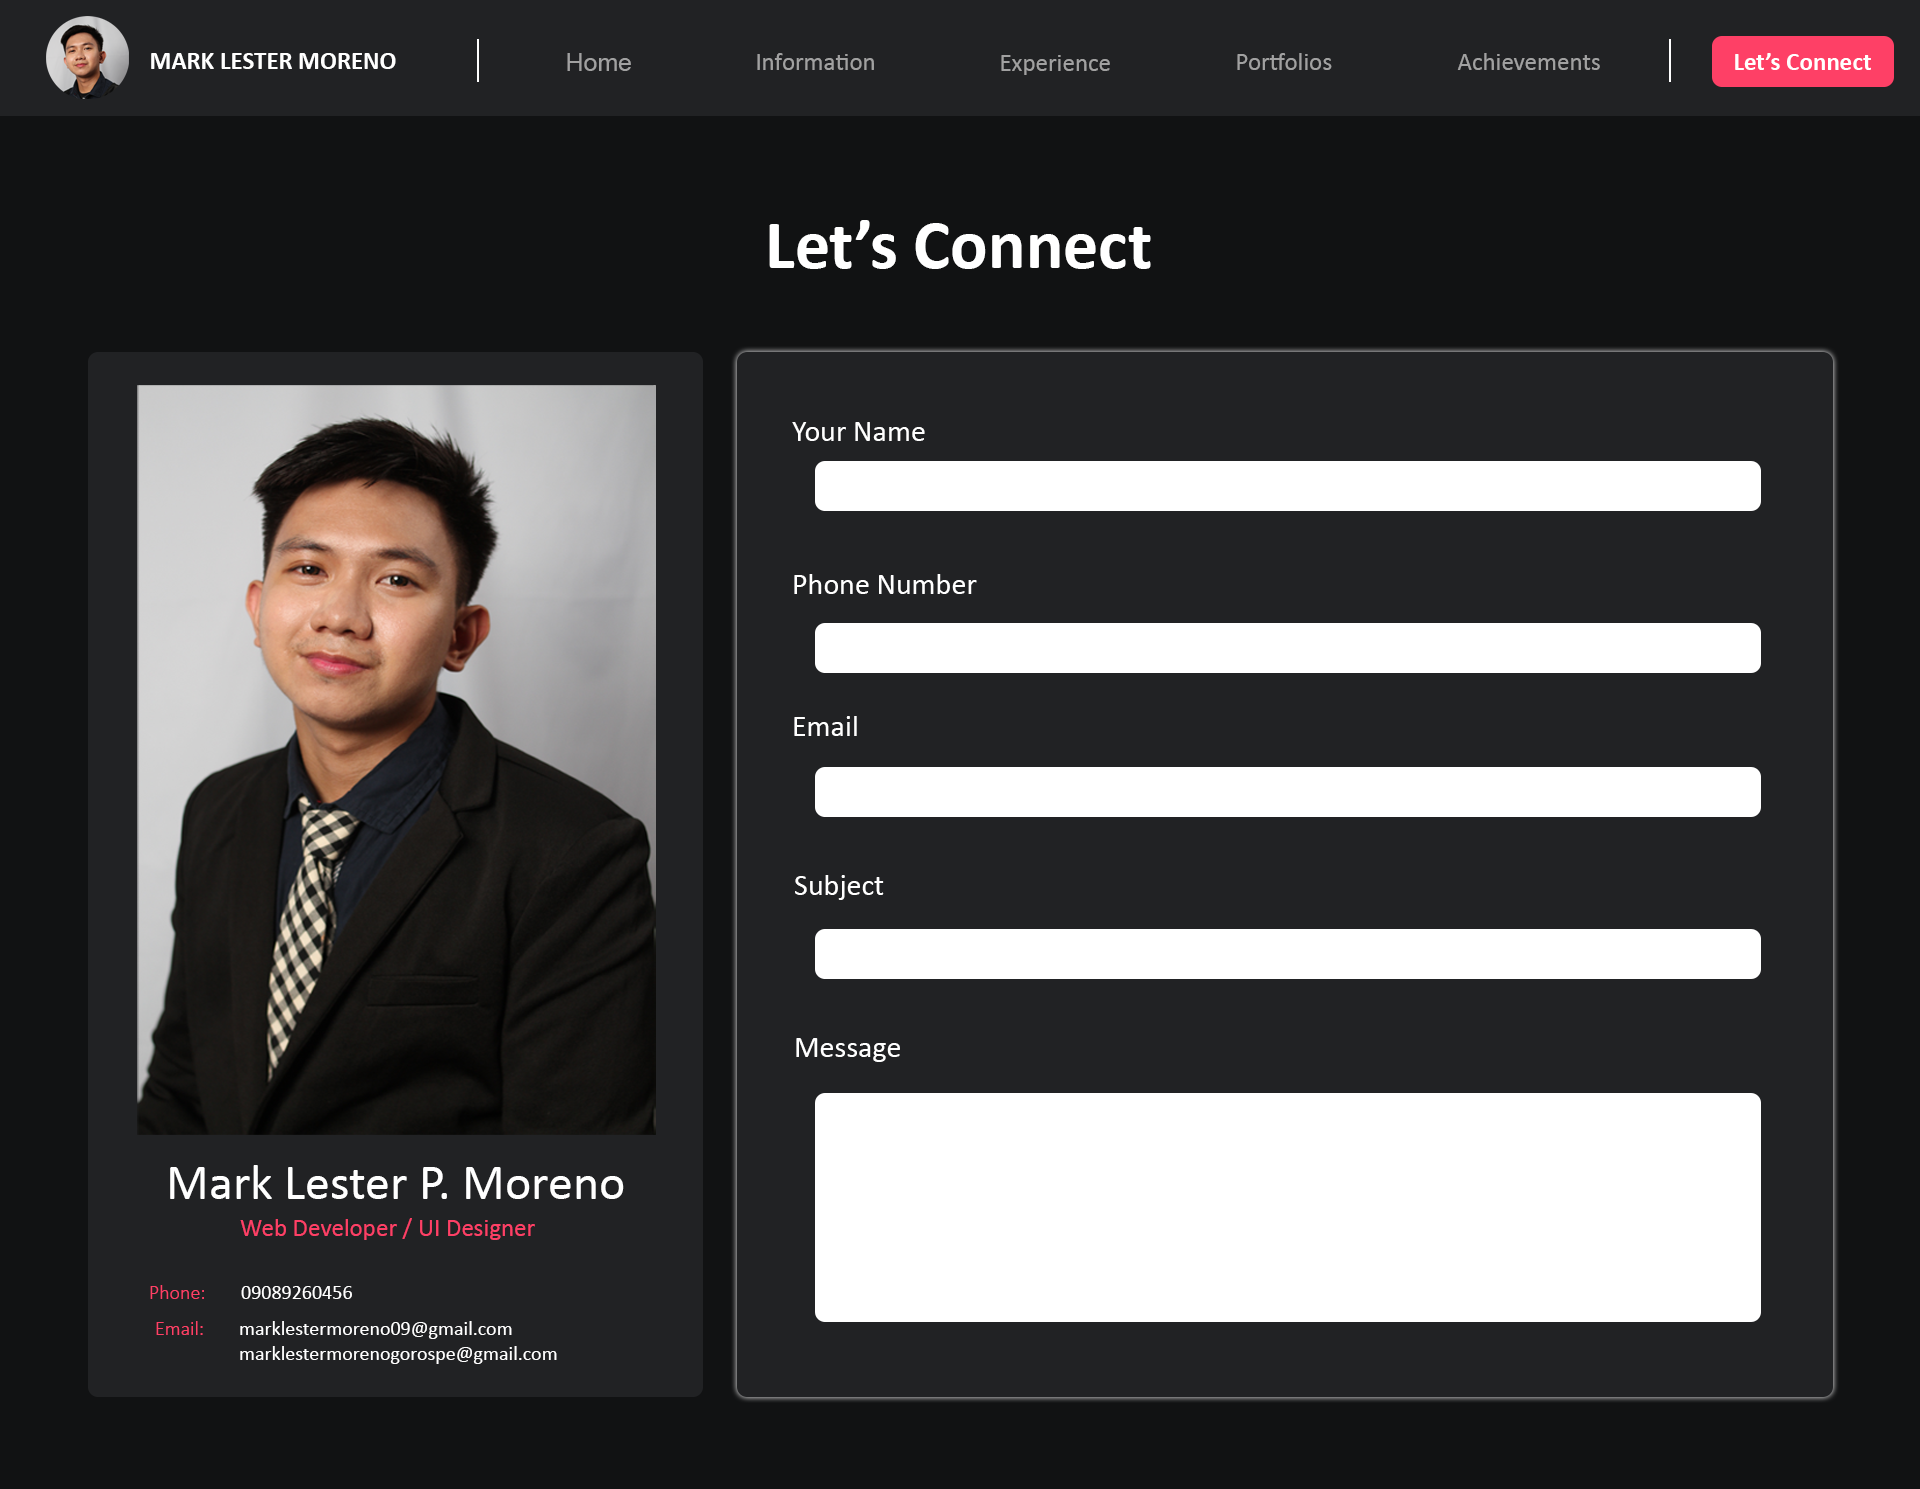 MARK LESTER MORENO
Home
Information
Experience
Portfolios
Achievements
Let’s Connect
Let’s Connect
Mark Lester P. Moreno
Web Developer / UI Designer
Phone: 09089260456
Email: marklestermoreno09@gmail.com
marklestermorenogorospe@gmail.com
Your Name
Phone Number
Email
Subject
Message